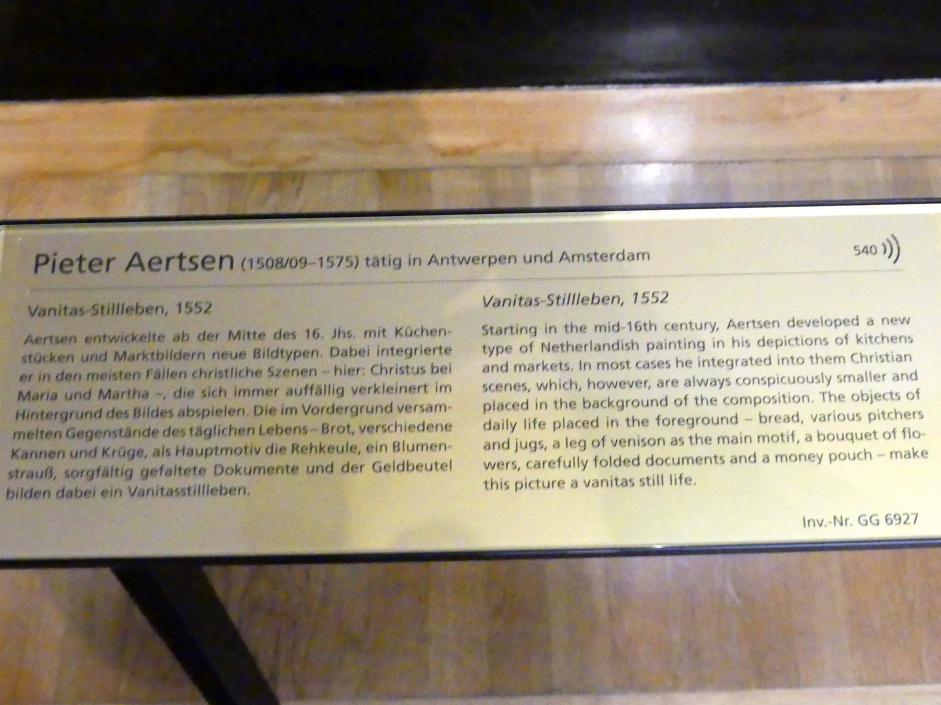 Pieter Aertsen (1508/09–1575) tätig in Antwerpen und Amsterdam
540
Vanitas-Stillleben, 1552
Aertsen entwickelte ab der Mitte des 16. Jhs. mit Küchen-
stücken und Marktbildern neue Bildtypen. Dabei integrierte
er in den meisten Fällen christliche Szenen – hier: Christus bei
Maria und Martha –, die sich immer auffällig verkleinert im
Hintergrund des Bildes abspielen. Die im Vordergrund versam-
melten Gegenstände des täglichen Lebens – Brot, verschiedene
Kannen und Krüge, als Hauptmotiv die Rehkeule, ein Blumen-
strauß, sorgfältig gefaltete Dokumente und der Geldbeutel
bilden dabei ein Vanitasstillleben.
Vanitas-Stillleben, 1552
Starting in the mid-16th century, Aertsen developed a new
type of Netherlandish painting in his depictions of kitchens
and markets. In most cases he integrated into them Christian
scenes, which, however, are always conspicuously smaller and
placed in the background of the composition. The objects of
daily life placed in the foreground – bread, various pitchers
and jugs, a leg of venison as the main motif, a bouquet of flo-
wers, carefully folded documents and a money pouch – make
this picture a vanitas still life.
Inv.-Nr. GG 6927